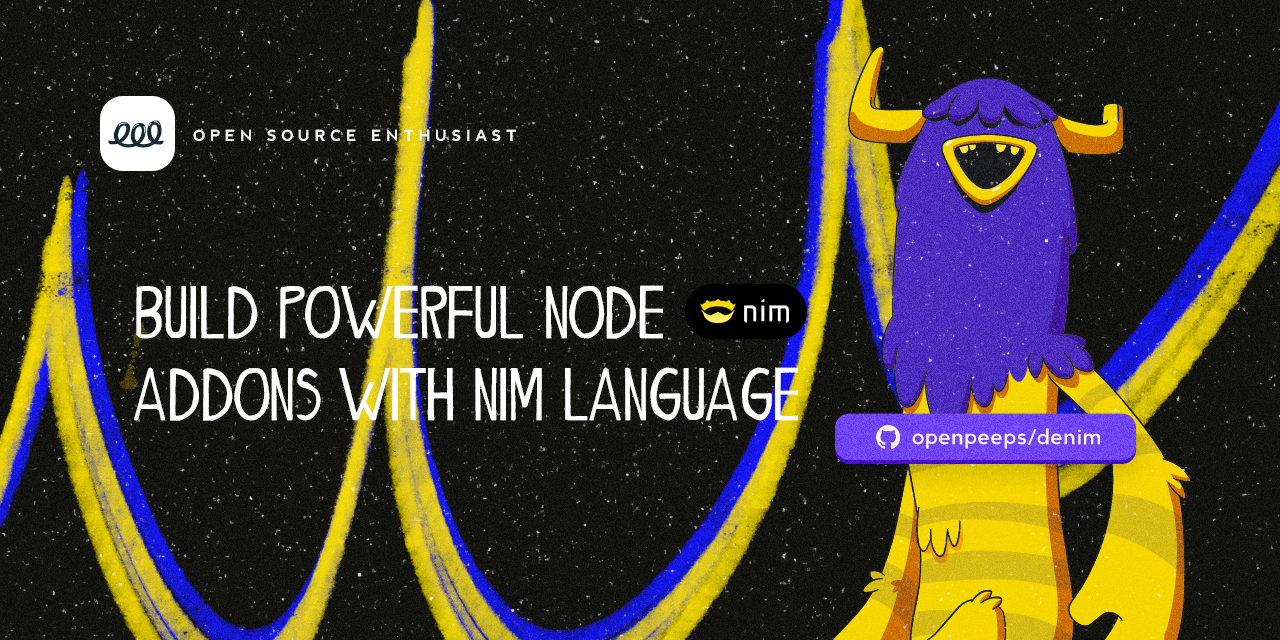 OPEN SOURCE ENTHUSIAST
BUILD POWERFUL NODE nim
ADDONS WITH NIM LANGUAGE
openpeeps/denim